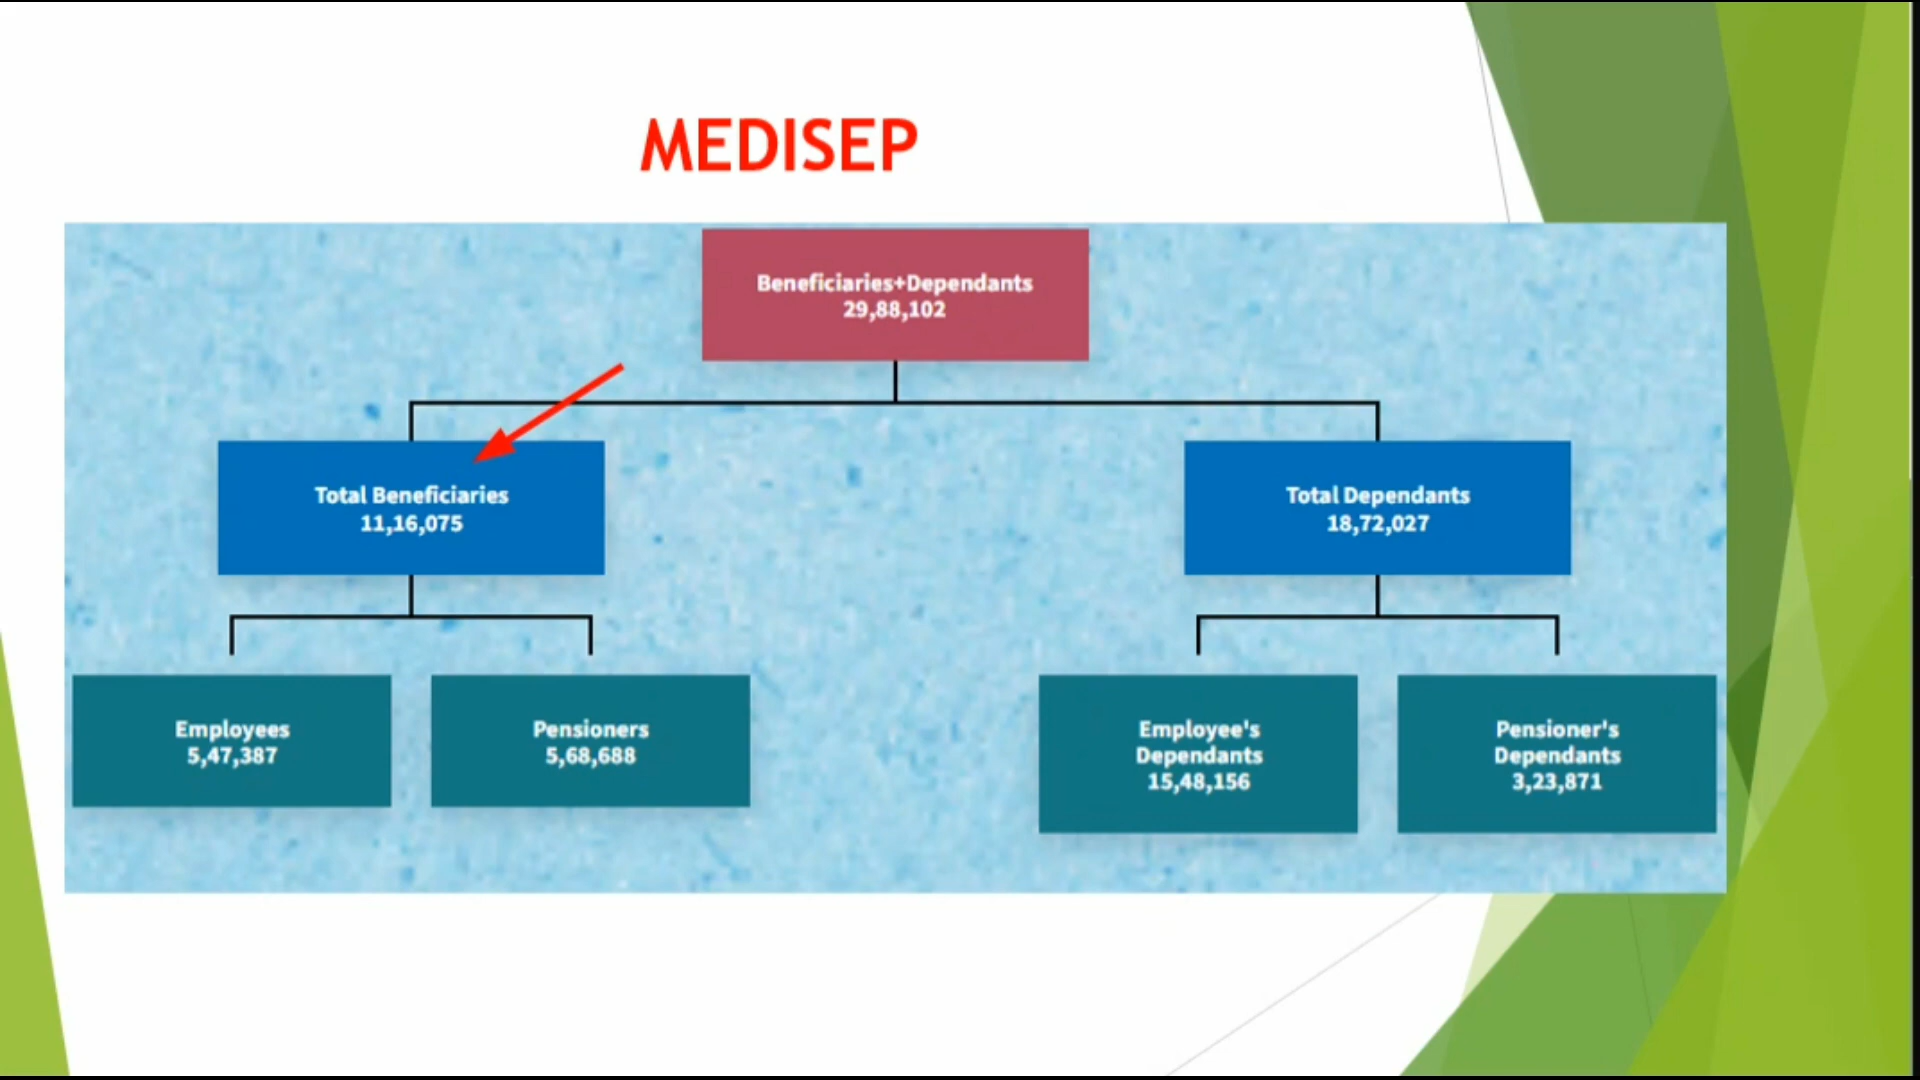 MEDISEP
Beneficiaries+Dependants
29,88,102
Total Beneficiaries
11,16,075
Total Dependants
18,72,027
Employees
5,47,387
Pensioners
5,68,688
Employee's
Dependants
15,48,156
Pensioner's
Dependants
3,23,871